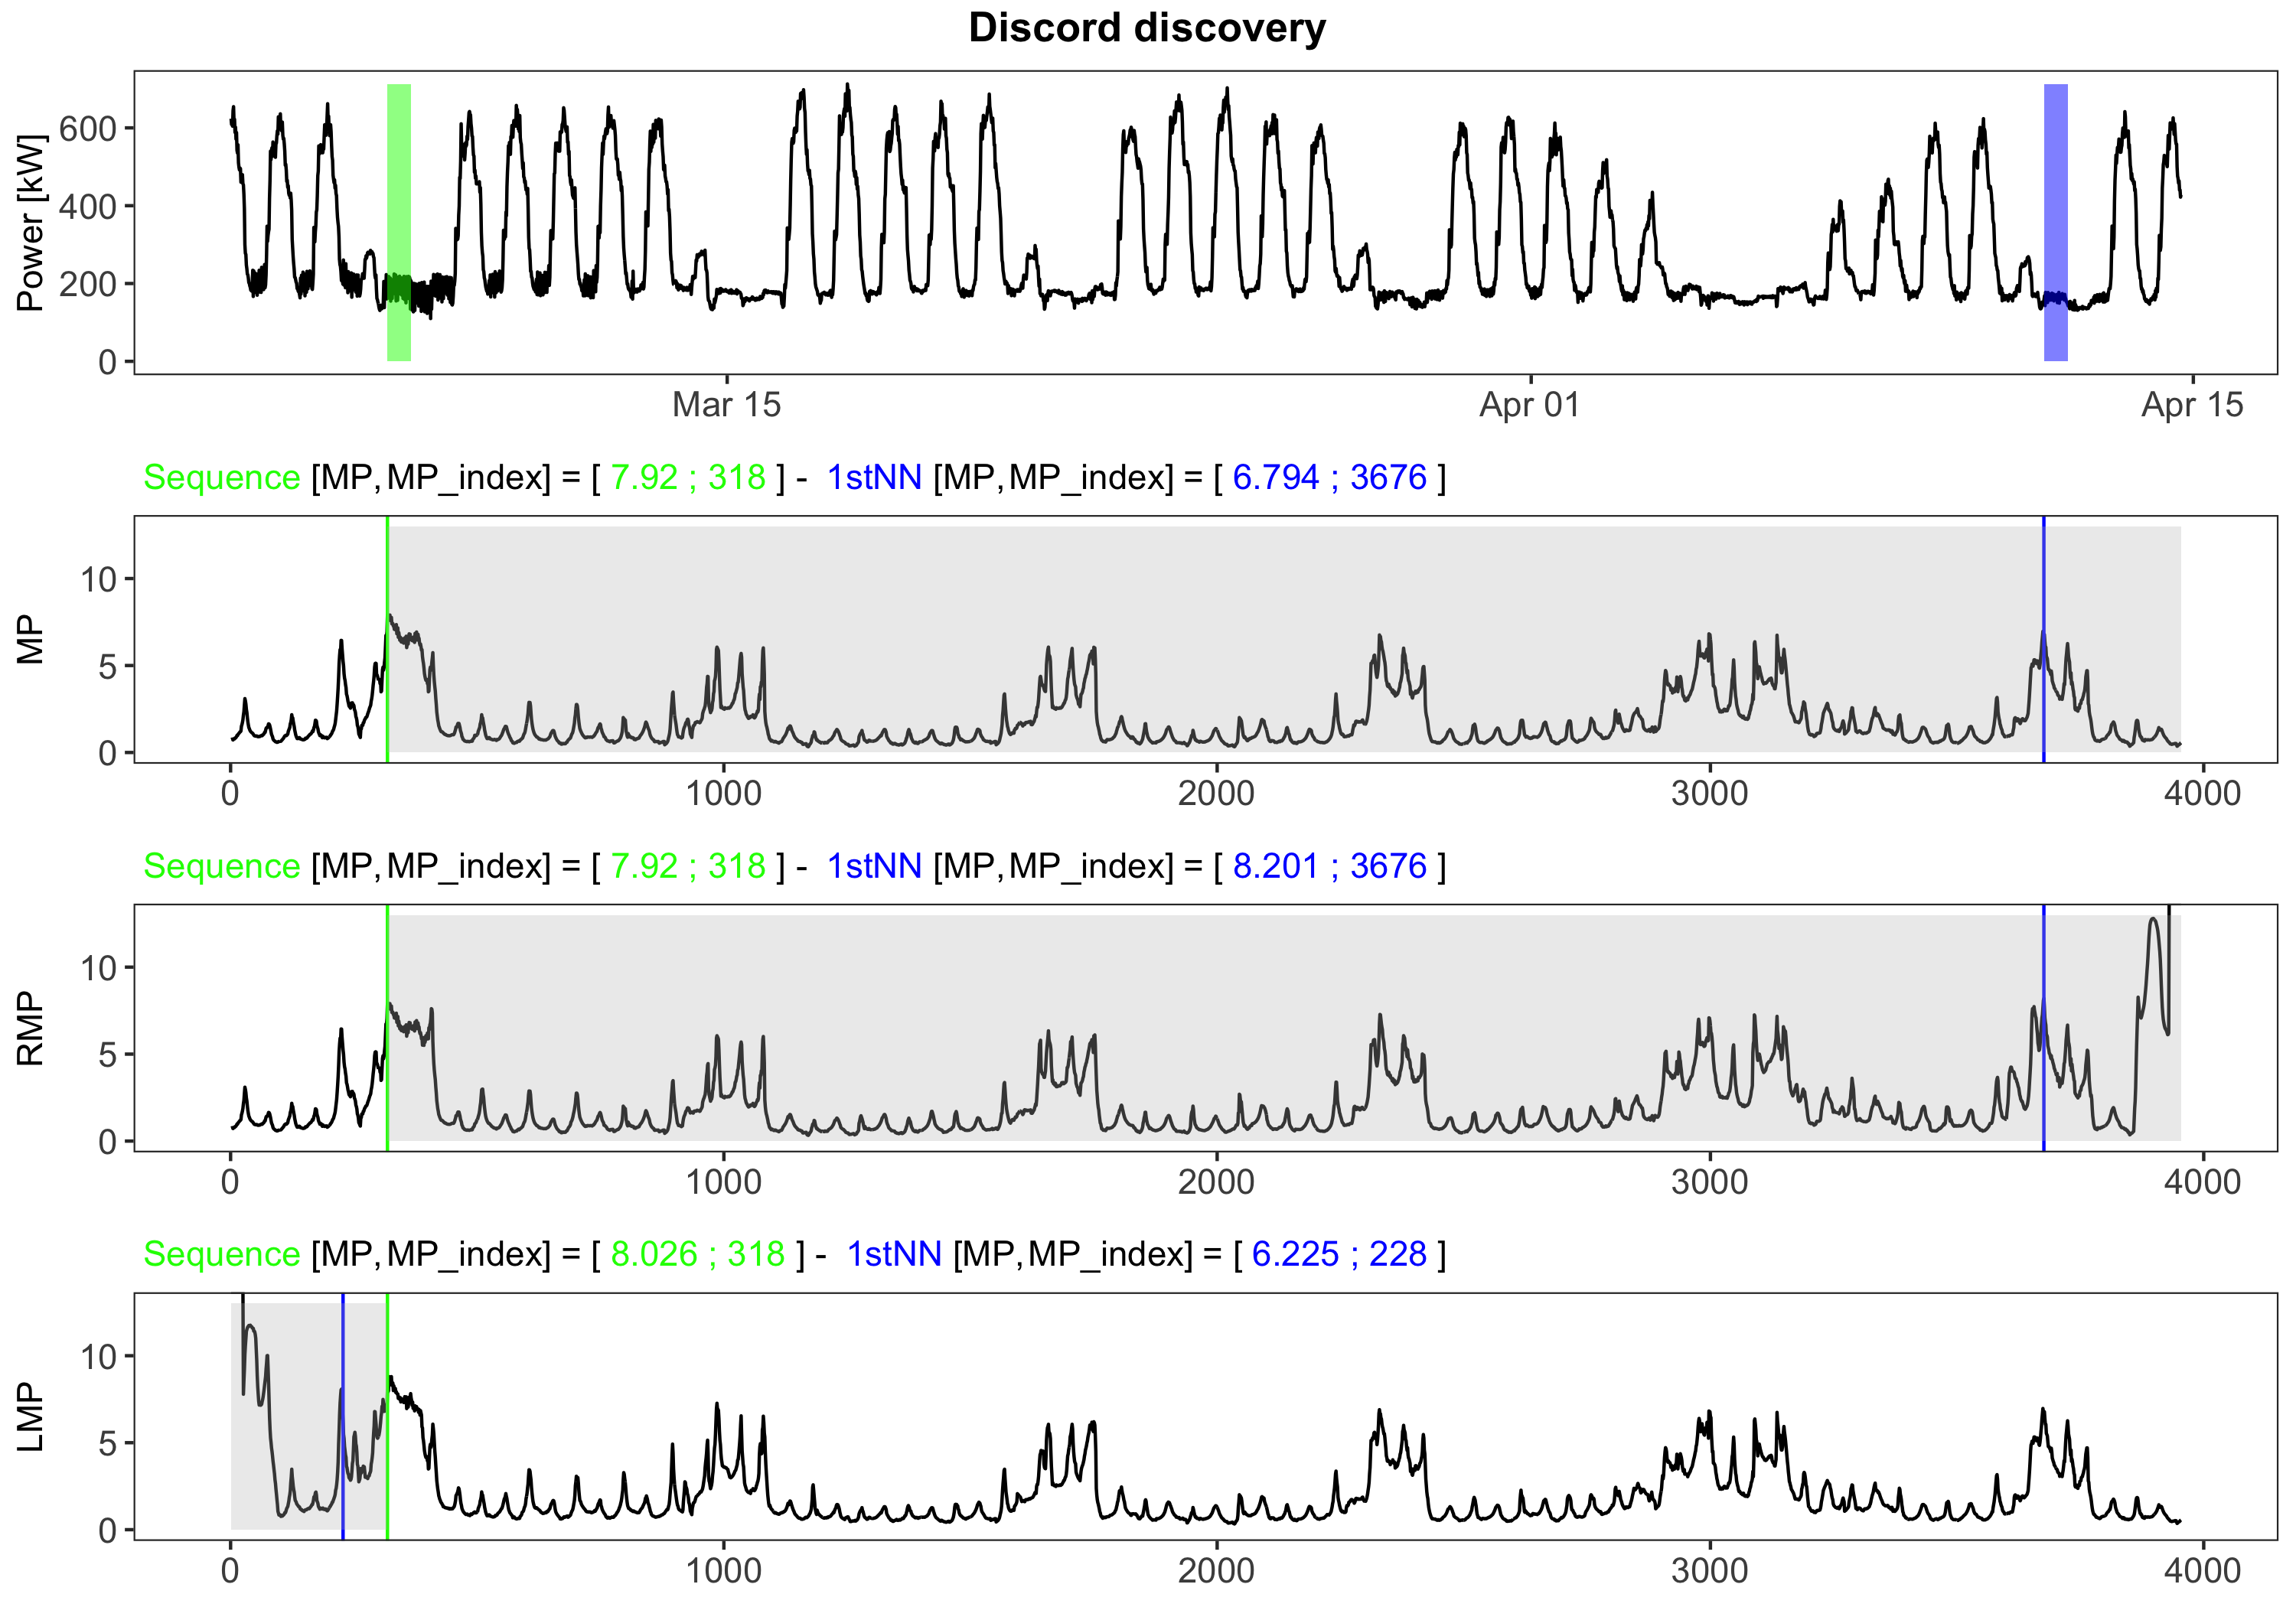 Discord discovery
Power [kW]
600
400
200
0
Mar 15 Apr 01 Apr 15
Sequence [MP, MP_index] = [ 7.92 ; 318 ] - 1stNN [MP, MP_index] = [ 6.794 ; 3676 ]
MP
10
5
0
0 1000 2000 3000 4000
Sequence [MP, MP_index] = [ 7.92 ; 318 ] - 1stNN [MP, MP_index] = [ 8.201 ; 3676 ]
RMP
10
5
0
0 1000 2000 3000 4000
Sequence [MP, MP_index] = [ 8.026 ; 318 ] - 1stNN [MP, MP_index] = [ 6.225 ; 228 ]
LMP
10
5
0
0 1000 2000 3000 4000